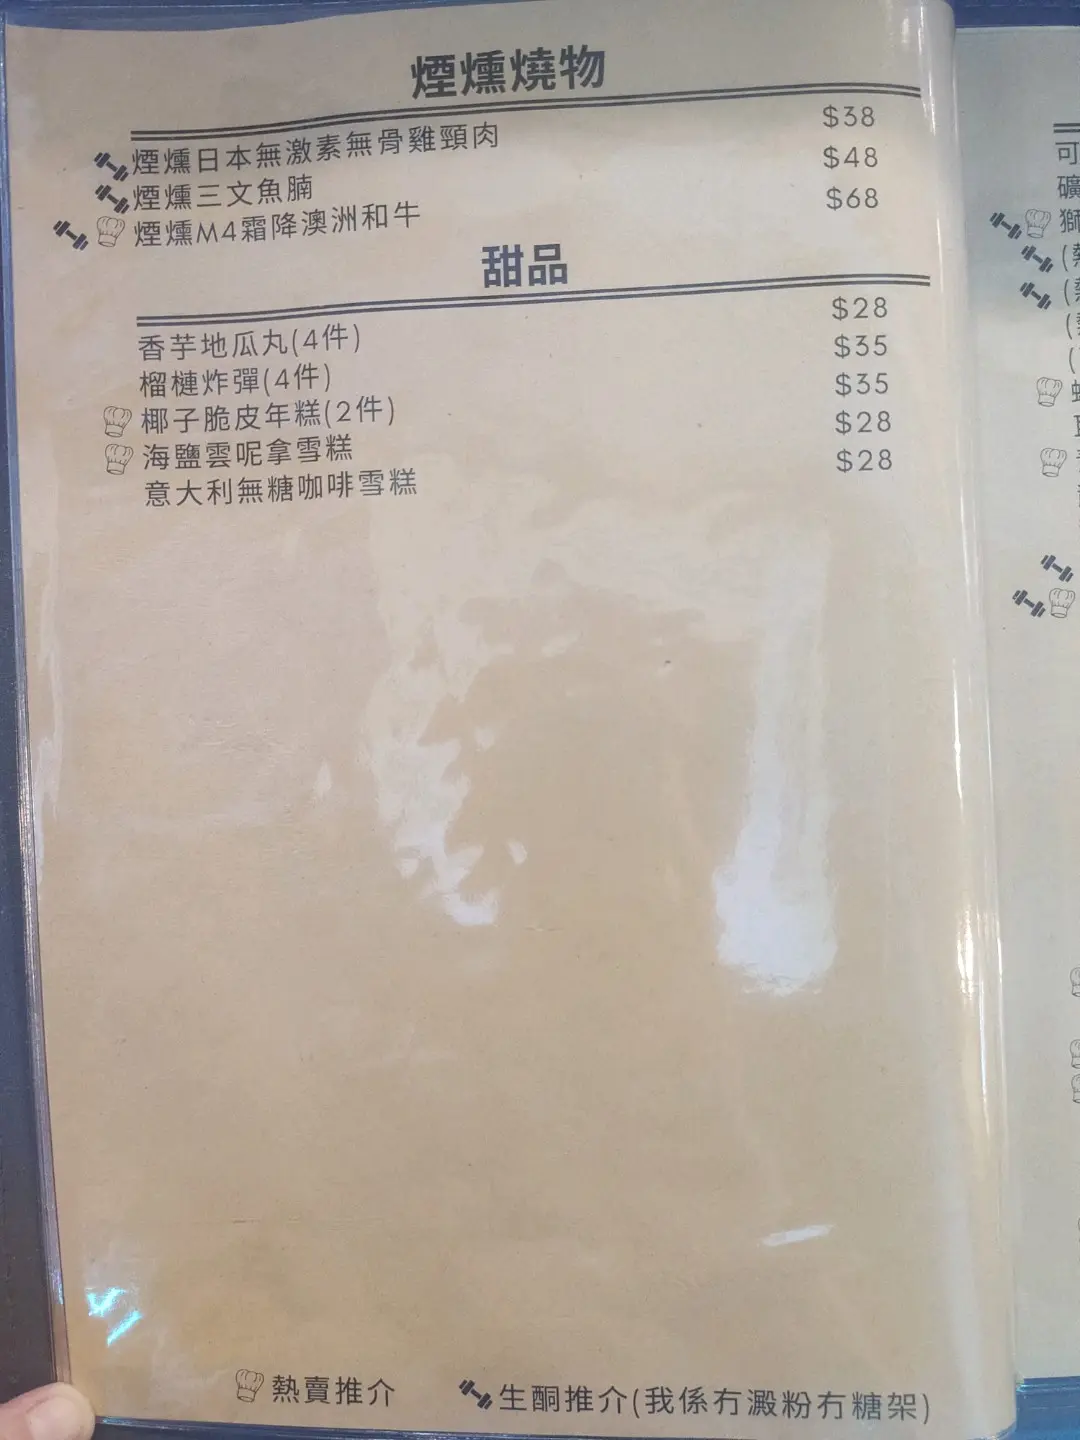 煙燻燒物
煙燻日本無激素無骨雞頸肉 $38
煙燻三文魚腩 $48
煙燻M4霜降澳洲和牛 $68
甜品
香芋地瓜丸(4件) $28
榴槤炸彈(4件) $35
椰子脆皮年糕(2件) $35
海鹽雲呢拿雪糕 $28
意大利無糖咖啡雪糕 $28
熱賣推介 生酮推介(我係冇澱粉冇糖架)
可
礦
獅
(熱
(熱